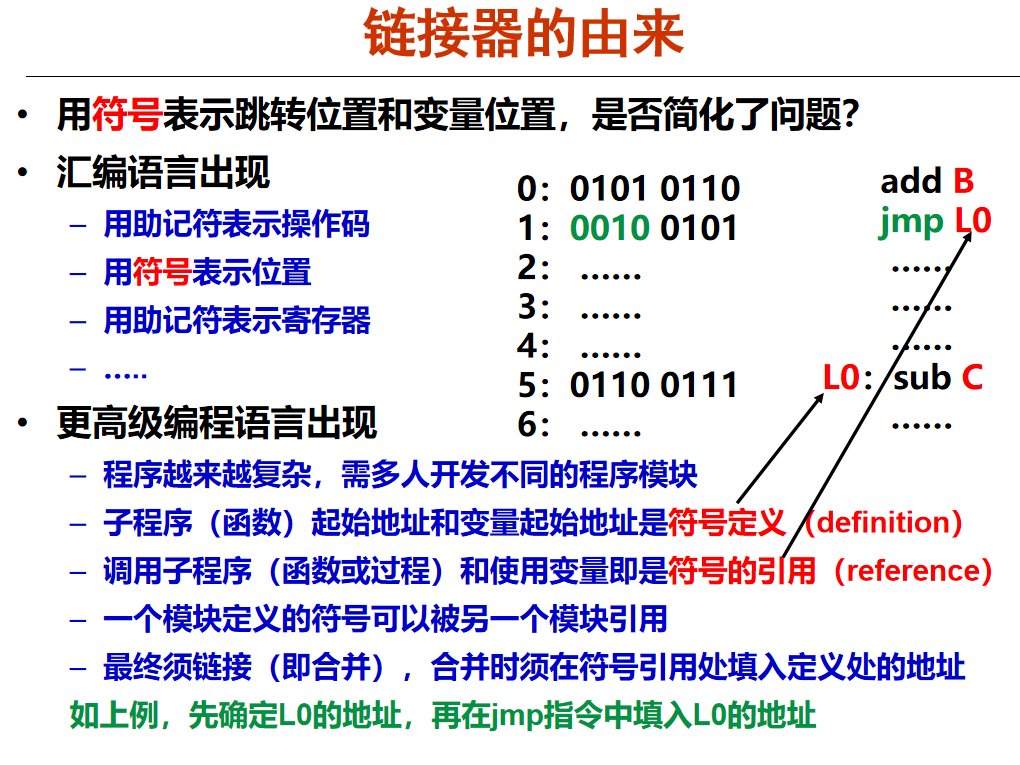 链接器的由来
• 用符号表示跳转位置和变量位置，是否简化了问题？
• 汇编语言出现
– 用助记符表示操作码
– 用符号表示位置
– 用助记符表示寄存器
– …..
0： 0101 0110
1： 0010 0101
2： ……
3： ……
4： ……
5： 0110 0111
6： ……
add B
jmp L0
……
……
……
L0： sub C
……
• 更高级编程语言出现
– 程序越来越复杂，需多人开发不同的程序模块
– 子程序（函数）起始地址和变量起始地址是符号定义（definition）
– 调用子程序（函数或过程）和使用变量即是符号的引用（reference）
– 一个模块定义的符号可以被另一个模块引用
– 最终须链接（即合并），合并时须在符号引用处填入定义处的地址
如上例，先确定L0的地址，再在jmp指令中填入L0的地址